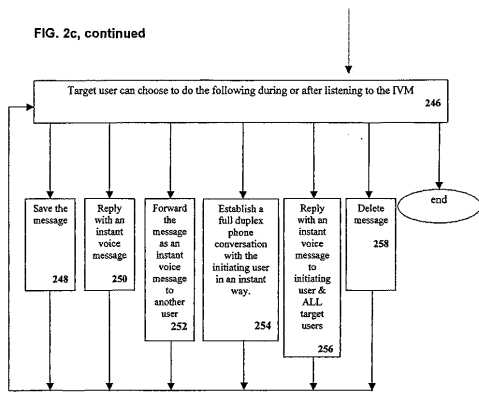 FIG. 2c, continued
Target user can choose to do the following during or after listening to the IVM
246
Save the
message
248
Reply
with an
instant
voice
message
250
Forward
the
message
as an
instant
voice
message
to
another
user
252
Establish a
full duplex
phone
conversation
with the
initiating user
in an instant
way.
254
Reply
with an
instant
voice
message to
initiating
user &
ALL
target
users
256
Delete
message
258
end